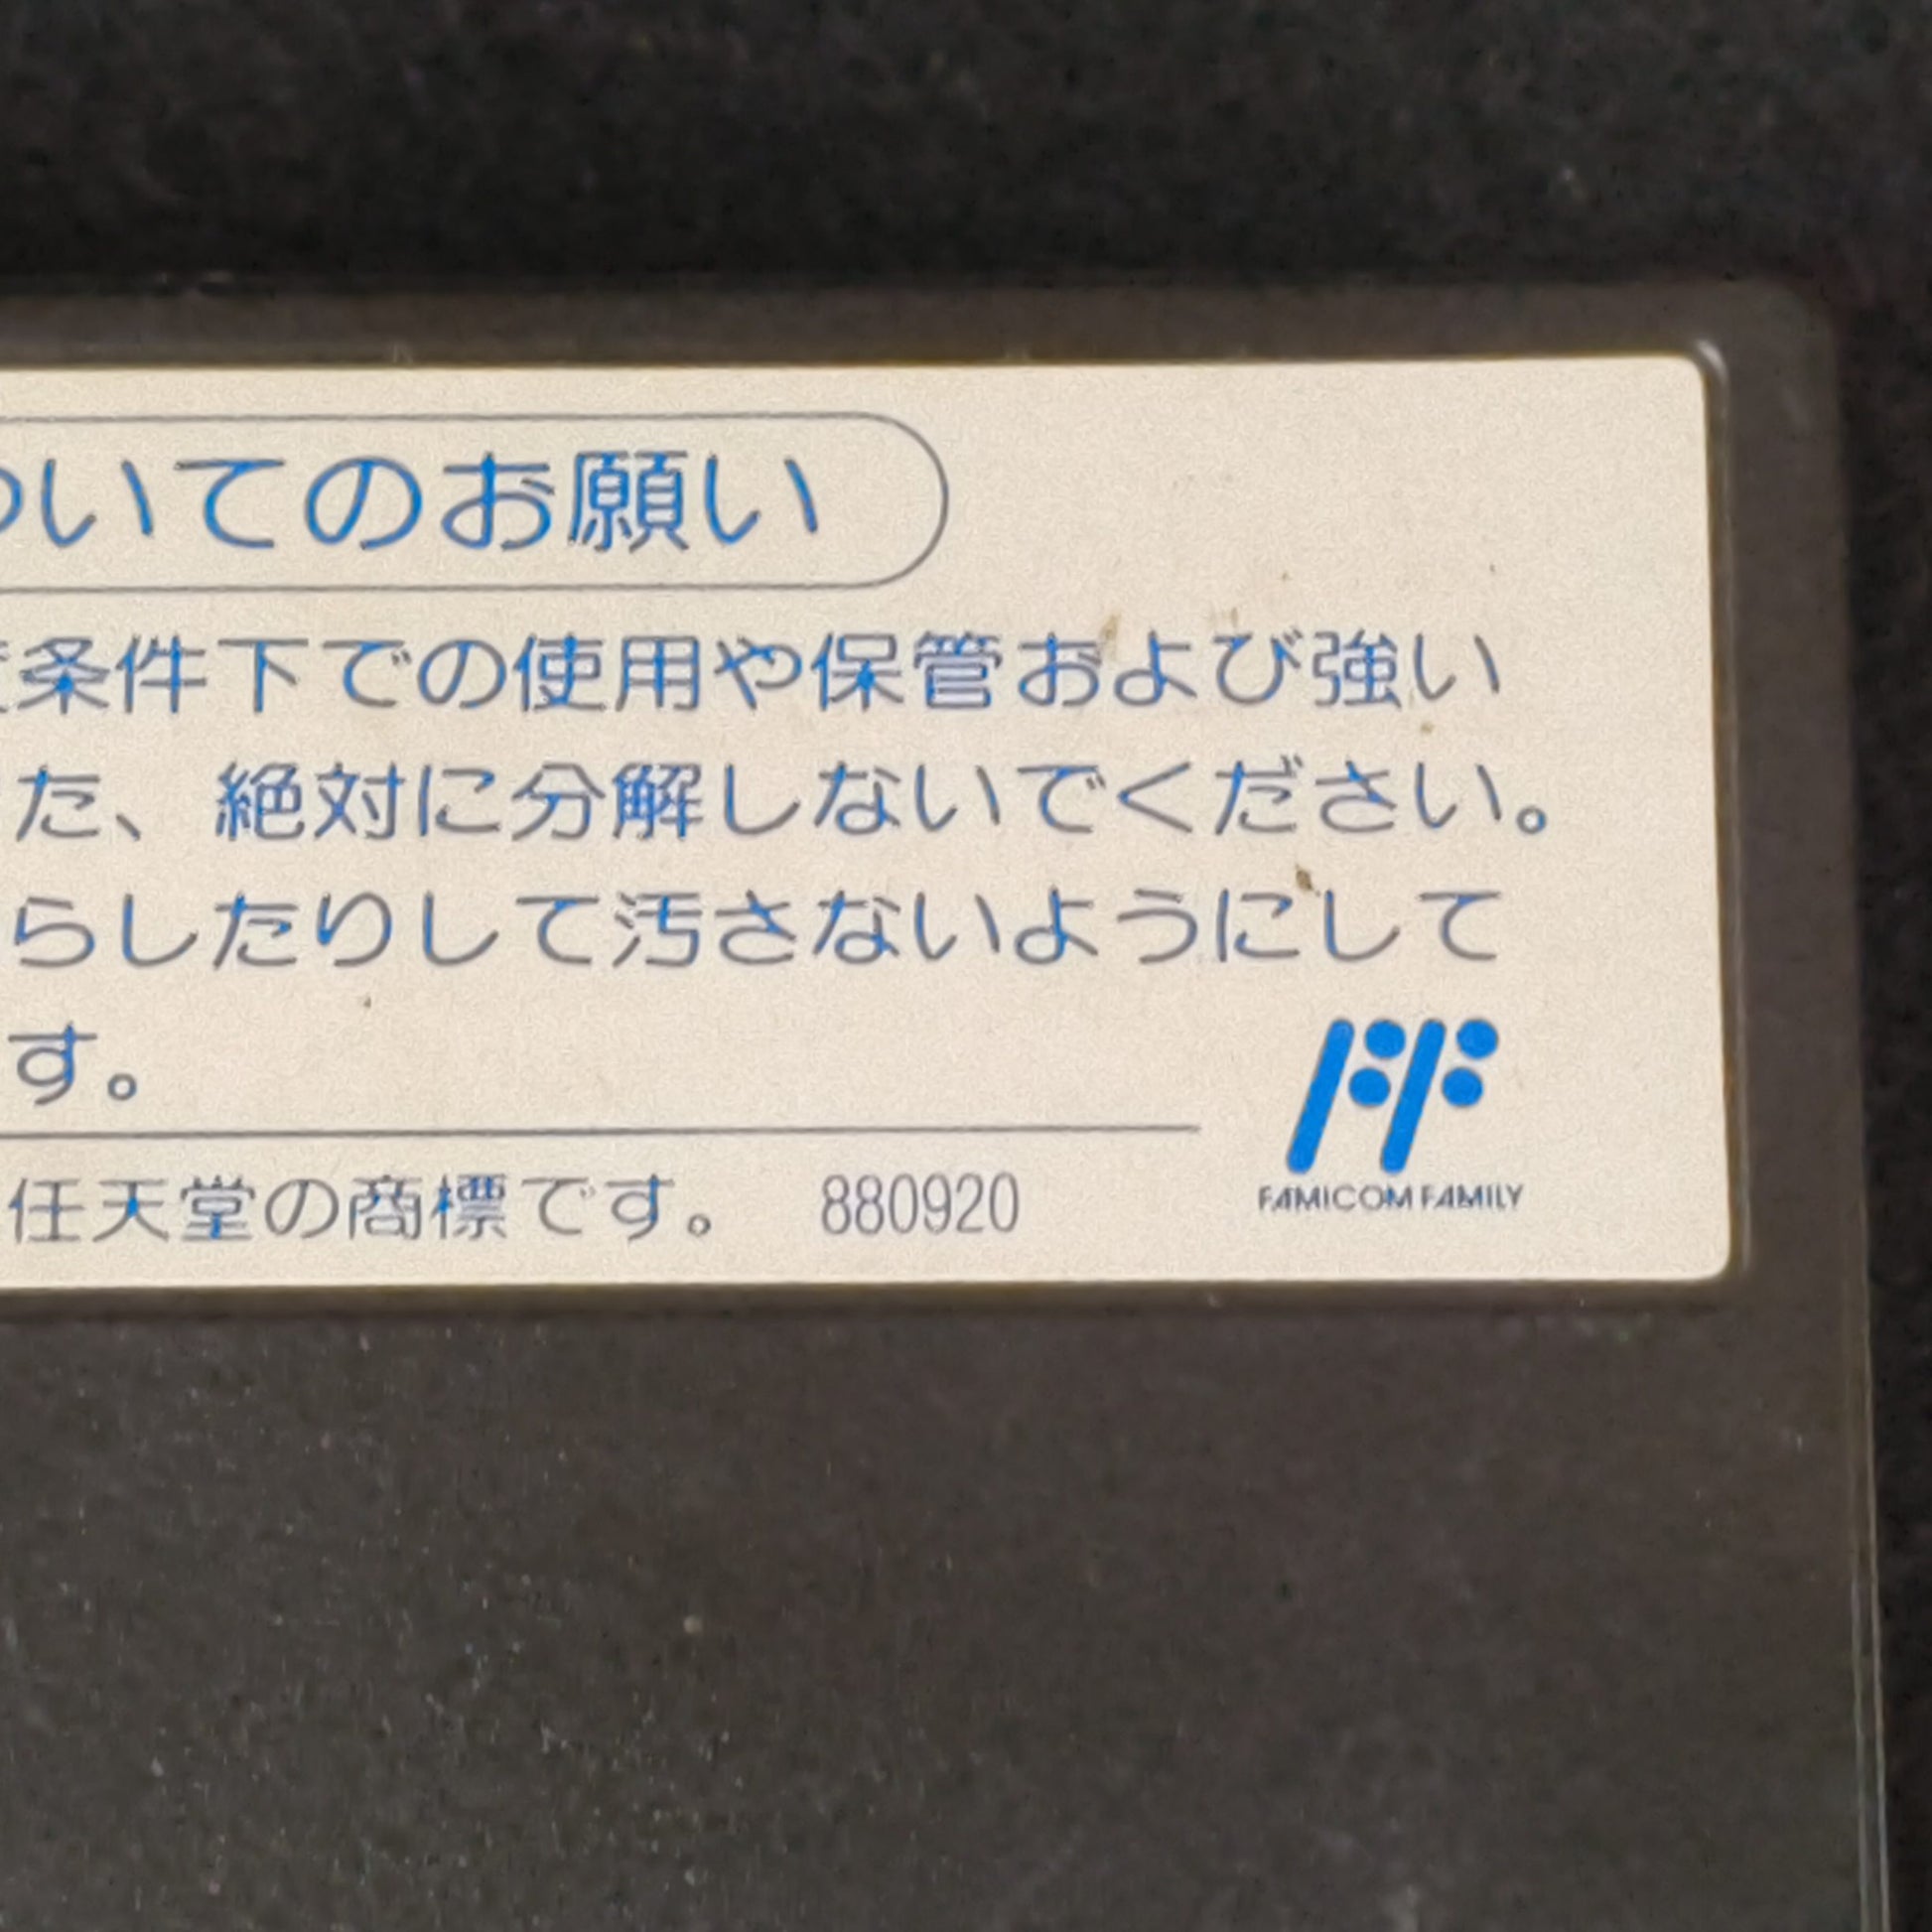 ついてのお願い
条件下での使用や保管および強い
た、絶対に分解しないでください。
らしたりして汚さないようにして
す。
任天堂の商標です。 880920
FAMICOM FAMILY